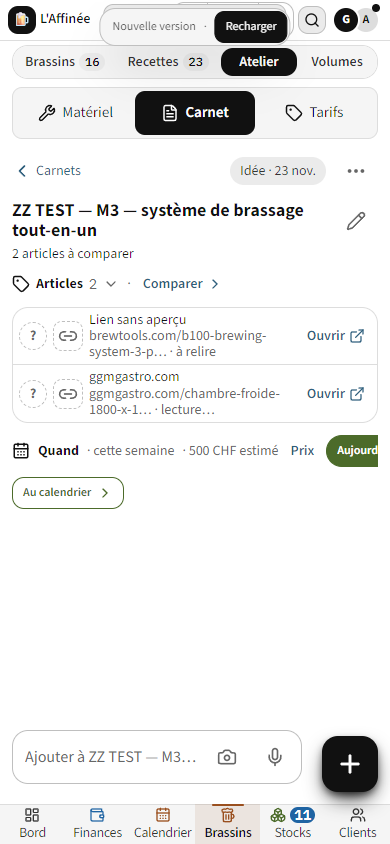 L'Affinée
Nouvelle version ·
Recharger
G
A
Brassins 16
Recettes 23
Atelier
Volumes
Matériel
Carnet
Tarifs
Carnets
Idée · 23 nov.
ZZ TEST — M3 — système de brassage
tout-en-un
2 articles à comparer
Articles 2 · Comparer
?
Lien sans aperçu
brewtools.com/b100-brewing-
system-3-p… · à relire
Ouvrir
?
ggmgastro.com
ggmgastro.com/chambre-froide-
1800-x-1… · lecture…
Ouvrir
Quand · cette semaine · 500 CHF estimé Prix Aujourd
Au calendrier
Ajouter à ZZ TEST — M3…
Bord
Finances
Calendrier
Brassins
11
Stocks
Clients